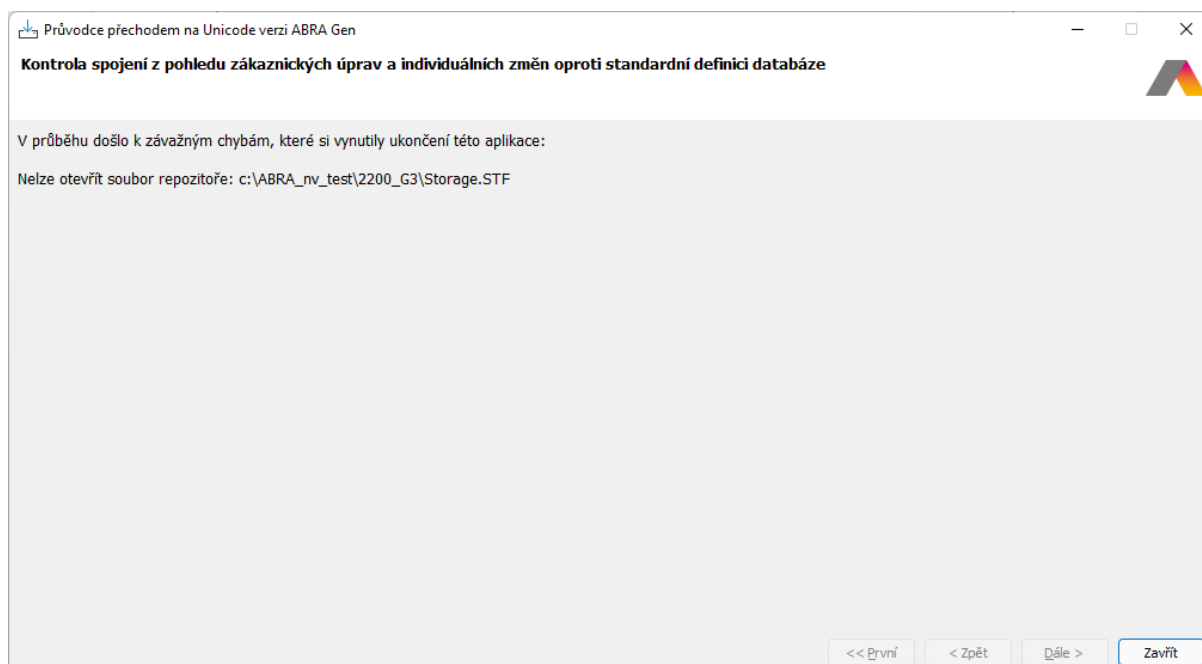 Průvodce přechodem na Unicode verzi ABRA Gen
Kontrola spojení z pohledu zákaznických úprav a individuálních změn oproti standardní definici databáze
V průběhu došlo k závažným chybám, které si vynutily ukončení této aplikace:
Nelze otevřít soubor repozitoře: c:\ABRA_nv_test\2200_G3\Storage.STF
<< První < Zpět Dále > Zavřít